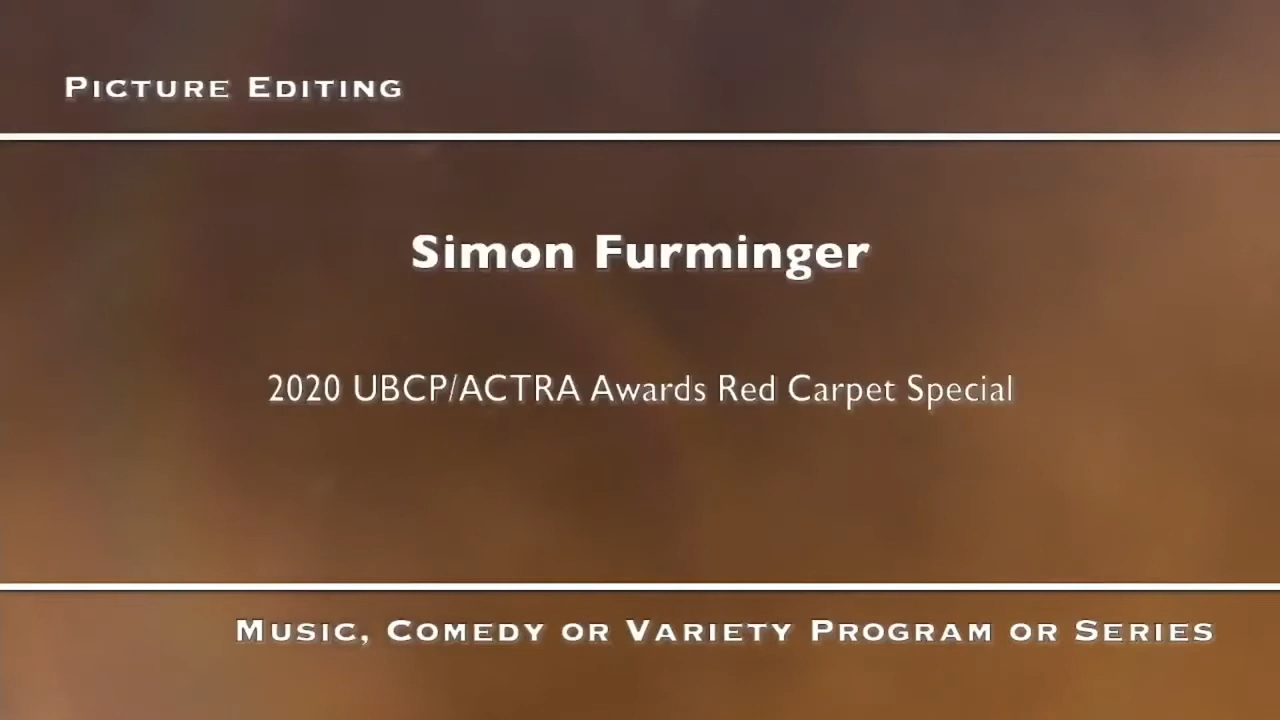 Picture Editing
Simon Furminger
2020 UBCP/ACTRA Awards Red Carpet Special
Music, Comedy or Variety Program or Series